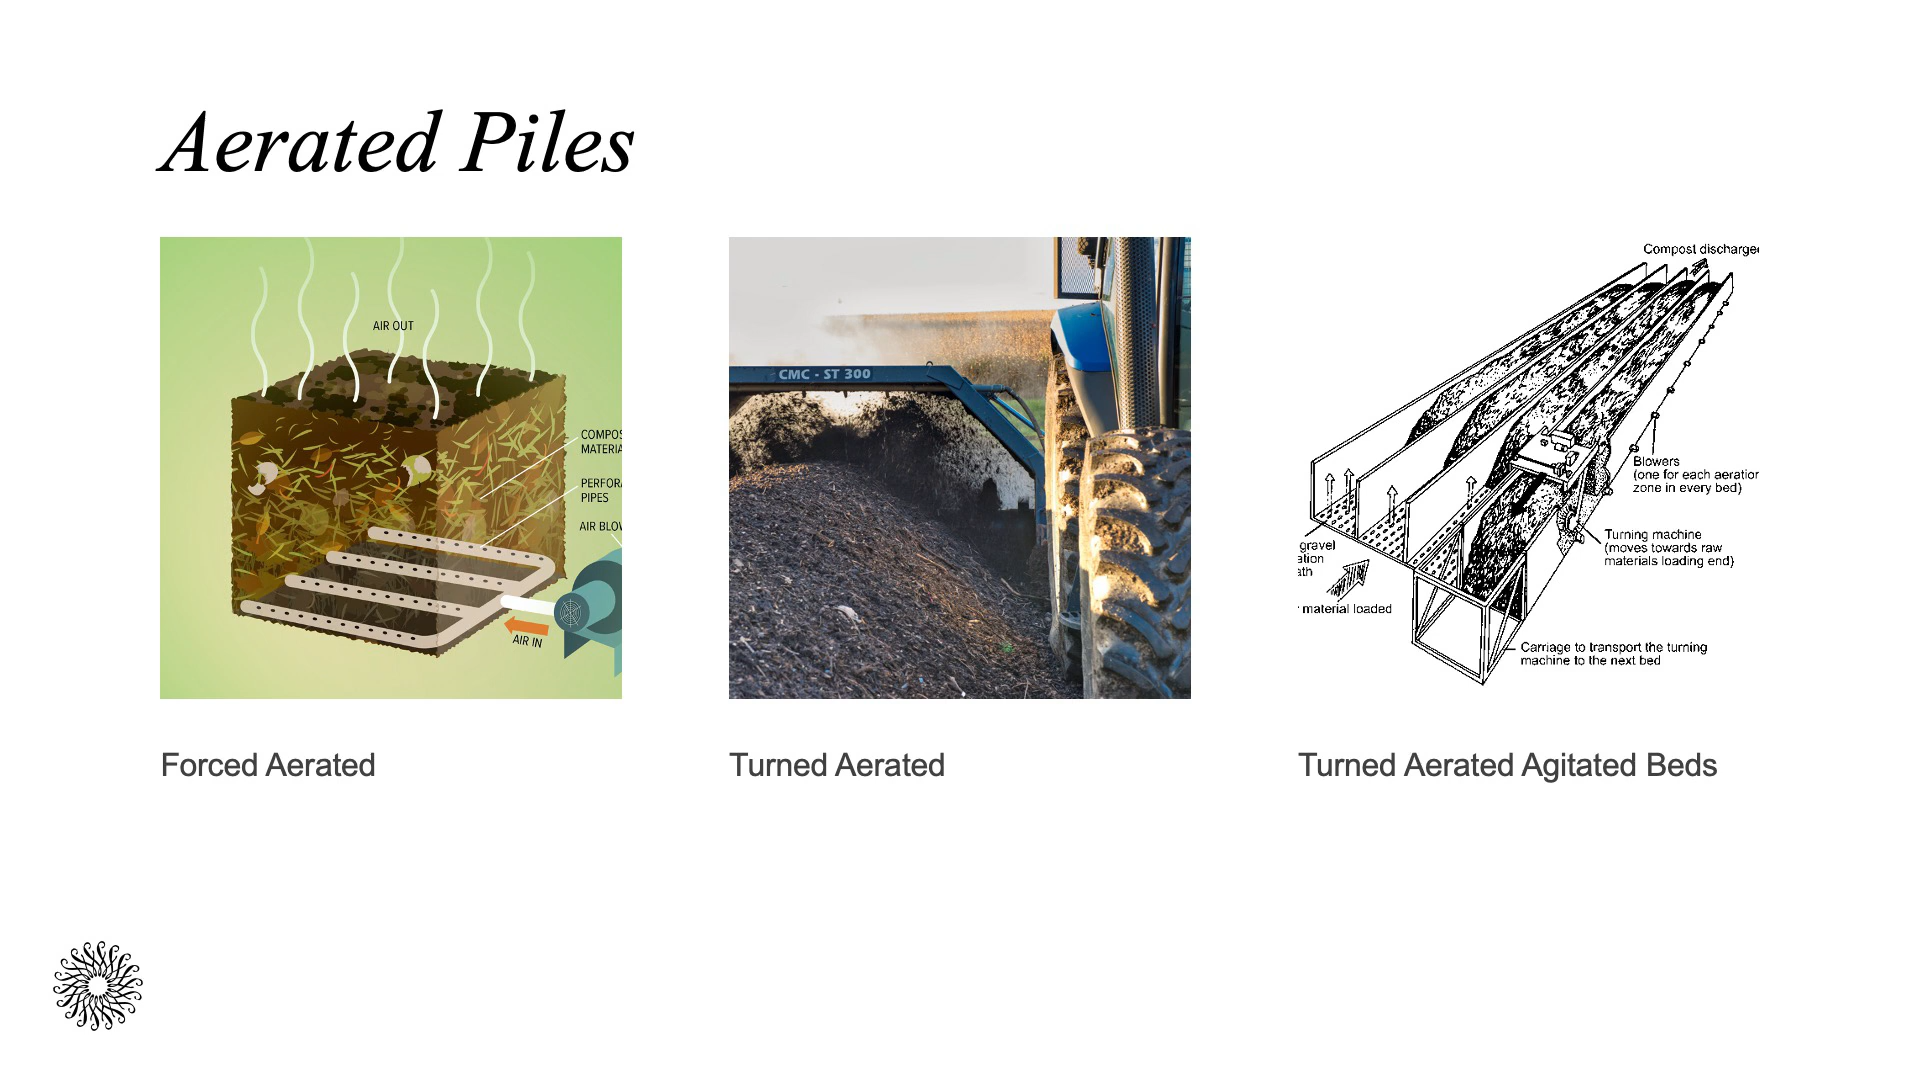 Aerated Piles
AIR OUT
COMPOS
MATERIA
PERFORA
PIPES
AIR BLOW
AIR IN
CMC - ST 300
Compost discharged
Blowers
(one for each aeration
zone in every bed)
Turning machine
(moves towards raw
materials loading end)
gravel
ation
ath
material loaded
Carriage to transport the turning
machine to the next bed
Forced Aerated
Turned Aerated
Turned Aerated Agitated Beds